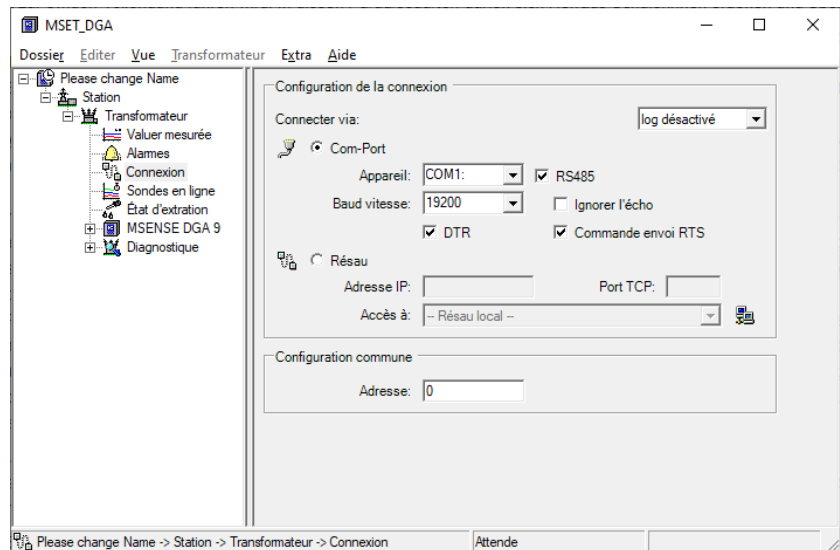 MSET_DGA
Dossier Editer Vue Transformateur Extra Aide
Please change Name
Station
Transformateur
Valuer mesurée
Alarmes
Connexion
Sondes en ligne
État d'extration
MSENSE DGA 9
Diagnostique
Configuration de la connexion
Connecter via: log désactivé
Com-Port
Appareil: COM1: RS485
Baud vitesse: 19200 Ignorer l'écho
DTR Commande envoi RTS
Résau
Adresse IP: Port TCP:
Accès à: -- Résau local --
Configuration commune
Adresse: 0
Please change Name -> Station -> Transformateur -> Connexion Attende